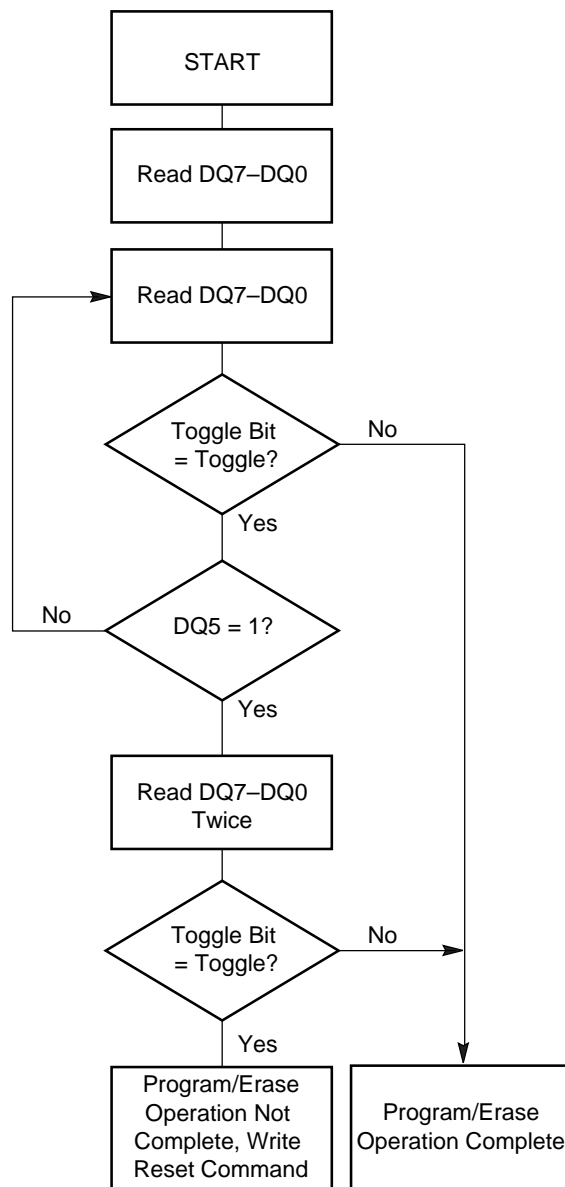 START
Read DQ7–DQ0
Read DQ7–DQ0
Toggle Bit
= Toggle?
No
Yes
No
DQ5 = 1?
Yes
Read DQ7–DQ0
Twice
Toggle Bit
= Toggle?
No
Yes
Program/Erase
Operation Not
Complete, Write
Reset Command
Program/Erase
Operation Complete